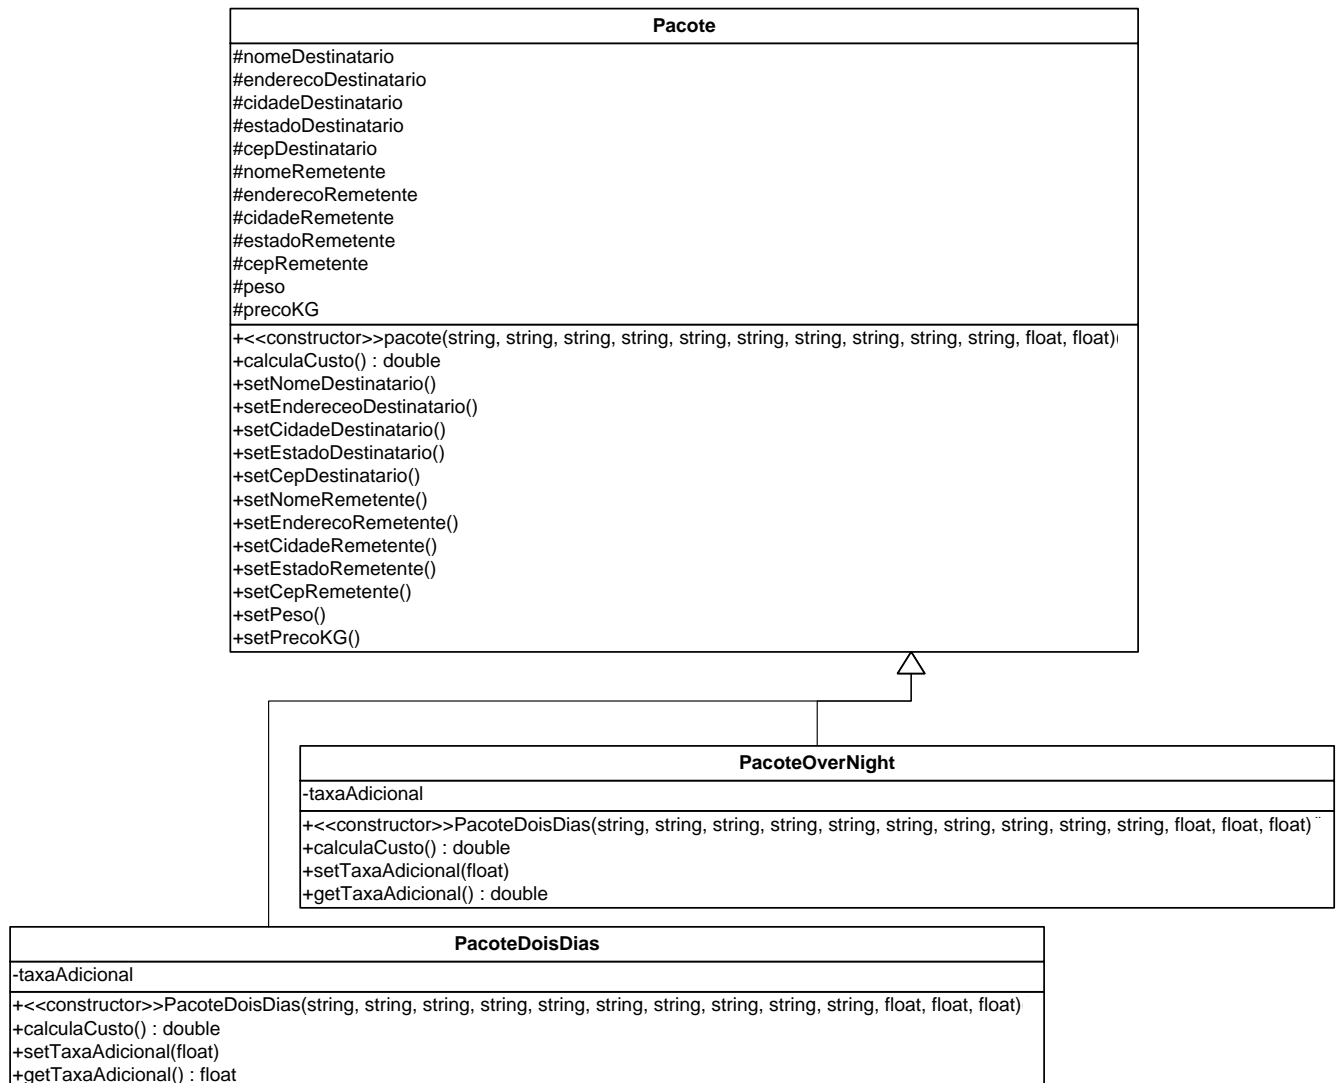 Pacote
#nomeDestinatario
#enderecoDestinatario
#cidadeDestinatario
#estadoDestinatario
#cepDestinatario
#nomeRemetente
#enderecoRemetente
#cidadeRemetente
#estadoRemetente
#cepRemetente
#peso
#precoKG
+<<constructor>>pacote(string, string, string, string, string, string, string, string, string, string, float, float)
+calculaCusto() : double
+setNomeDestinatario()
+setEndereceoDestinatario()
+setCidadeDestinatario()
+setEstadoDestinatario()
+setCepDestinatario()
+setNomeRemetente()
+setEnderecoRemetente()
+setCidadeRemetente()
+setEstadoRemetente()
+setCepRemetente()
+setPeso()
+setPrecoKG()
PacoteOverNight
-taxaAdicional
+<<constructor>>PacoteDoisDias(string, string, string, string, string, string, string, string, string, string, float, float, float)
+calculaCusto() : double
+setTaxaAdicional(float)
+getTaxaAdicional() : double
PacoteDoisDias
-taxaAdicional
+<<constructor>>PacoteDoisDias(string, string, string, string, string, string, string, string, string, string, float, float, float)
+calculaCusto() : double
+setTaxaAdicional(float)
+getTaxaAdicional() : float